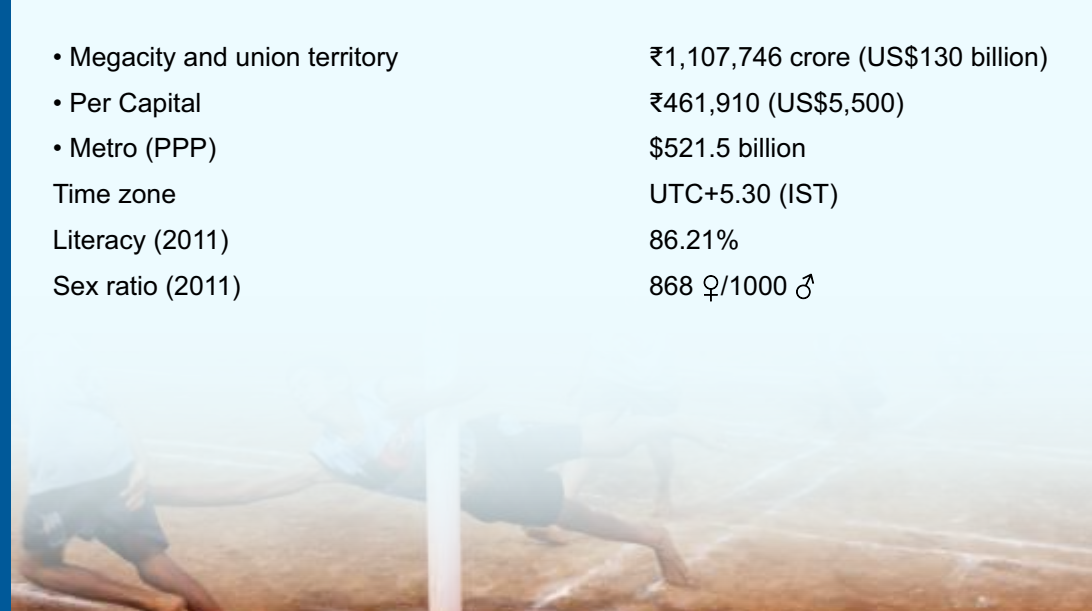 • Megacity and union territory ₹1,107,746 crore (US$130 billion)
• Per Capital ₹461,910 (US$5,500)
• Metro (PPP) $521.5 billion
Time zone UTC+5.30 (IST)
Literacy (2011) 86.21%
Sex ratio (2011) 868 ♀/1000 ♂